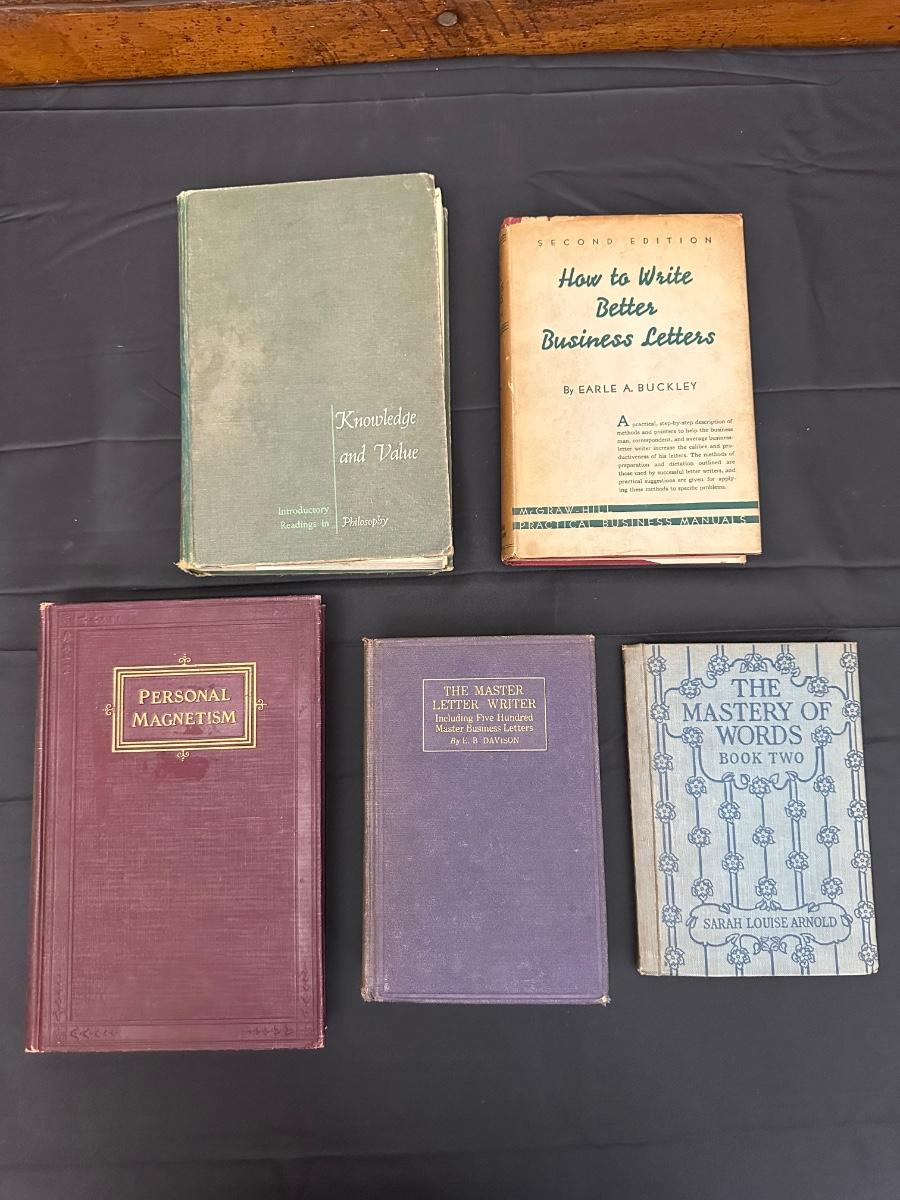 Knowledge
and Value
Introductory
Readings in Philosophy
SECOND EDITION
How to Write
Better
Business Letters
By EARLE A. BUCKLEY
A practical, step-by-step description of
methods and pointers to help the business
man, correspondent, and average business-
letter writer increase the calibre and pro-
ductiveness of his letters. The methods of
preparation and dictation outlined are
those used by successful letter writers, and
practical suggestions are given for apply-
ing these methods to specific problems.
McGRAW-HILL
PRACTICAL BUSINESS MANUALS
PERSONAL
MAGNETISM
THE MASTER
LETTER WRITER
Including Five Hundred
Master Business Letters
By E. B. DAVISON
THE
MASTERY OF
WORDS
BOOK TWO
SARAH LOUISE ARNOLD